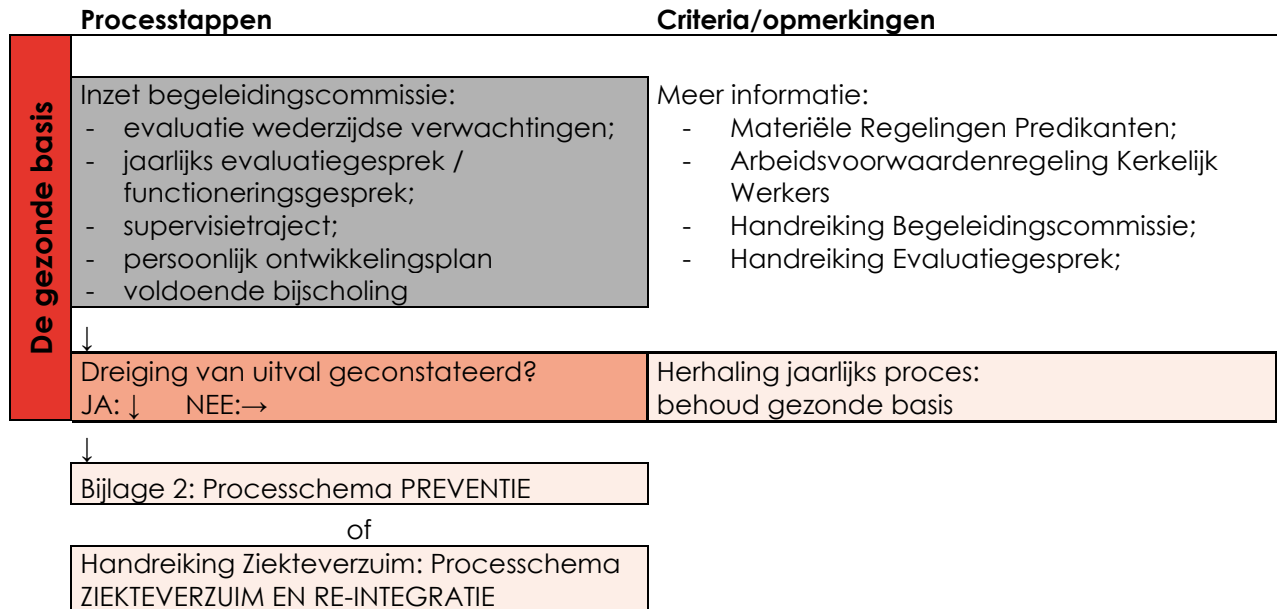 Processtappen
Criteria/opmerkingen
De gezonde basis
Inzet begeleidingscommissie:
- evaluatie wederzijdse verwachtingen;
- jaarlijks evaluatiegesprek /
functioneringsgesprek;
- supervisietraject;
- persoonlijk ontwikkelingsplan
- voldoende bijscholing
Meer informatie:
- Materiële Regelingen Predikanten;
- Arbeidsvoorwaardenregeling Kerkelijk
Werkers
- Handreiking Begeleidingscommissie;
- Handreiking Evaluatiegesprek;
↓
Dreiging van uitval geconstateerd?
JA: ↓ NEE:→
Herhaling jaarlijks proces:
behoud gezonde basis
↓
Bijlage 2: Processchema PREVENTIE
of
Handreiking Ziekteverzuim: Processchema
ZIEKTEVERZUIM EN RE-INTEGRATIE